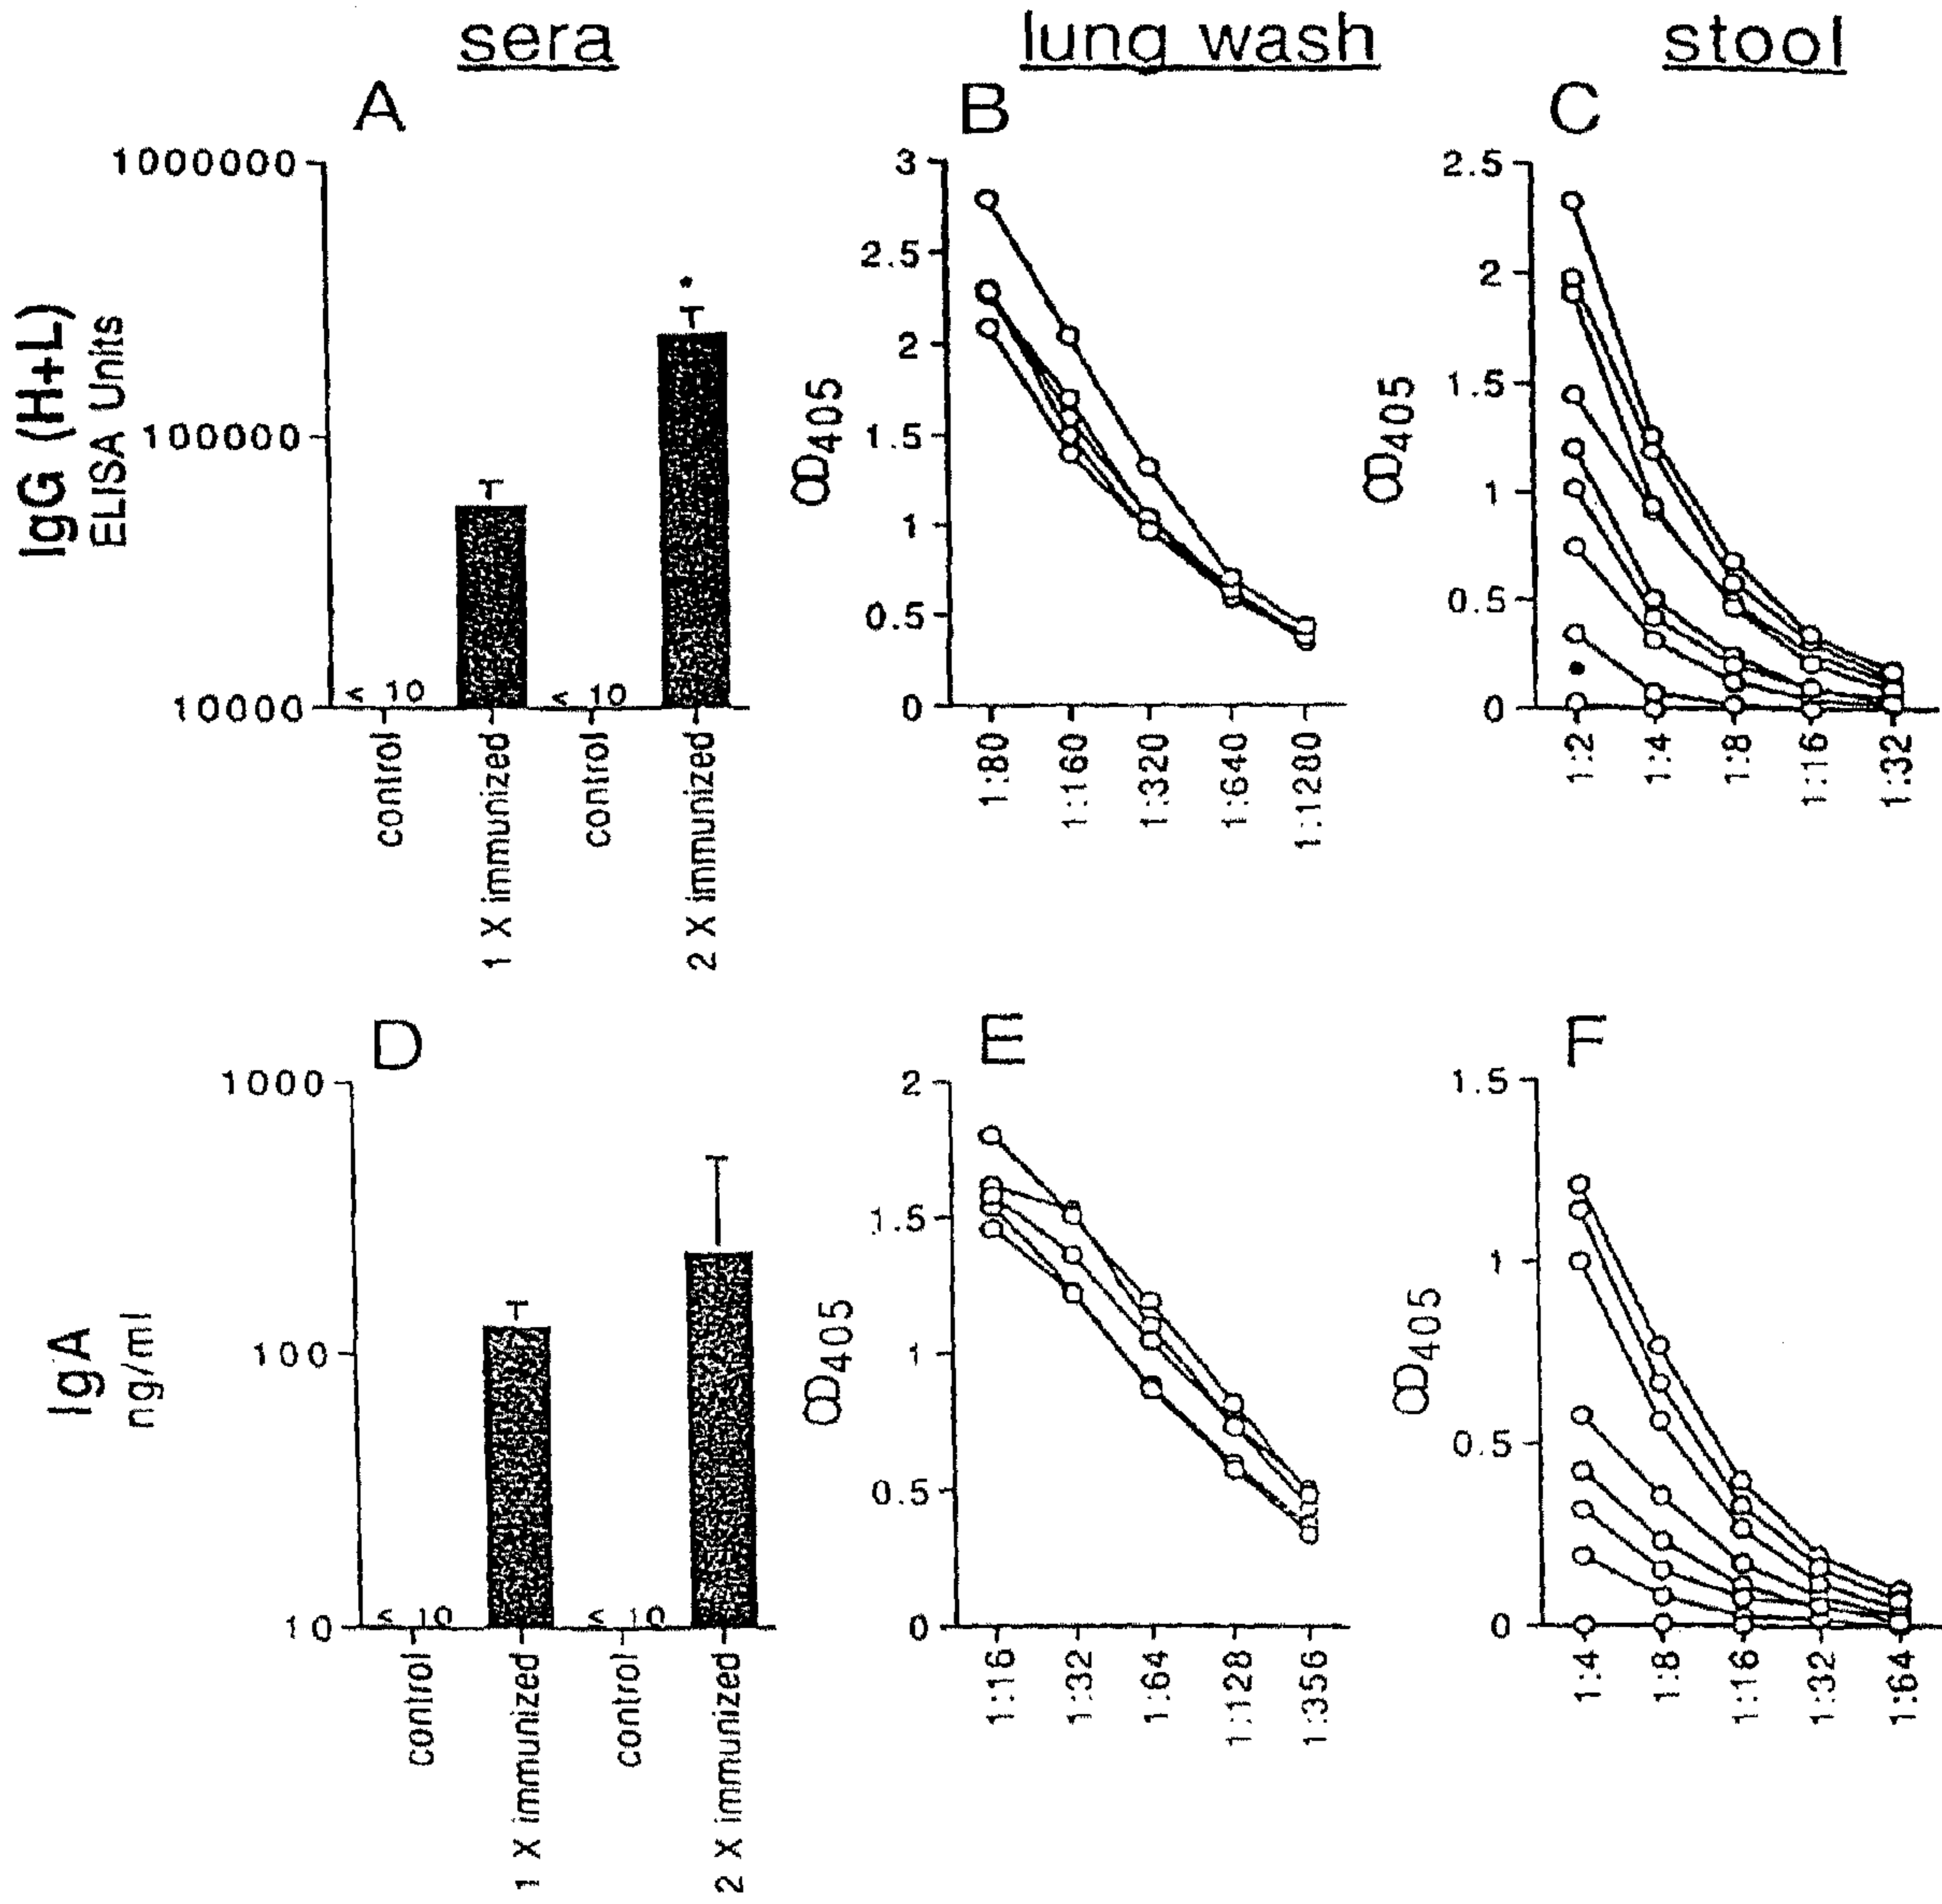 sera
lung wash
stool
A
B
C
IgG (H+L)
ELISA Units
1000000
100000
10000
< 10
< 10
control
1 X immunized
control
2 X immunized
OD405
3
2.5
2
1.5
1
0.5
0
1:80
1:160
1:320
1:640
1:1280
OD405
2.5
2
1.5
1
0.5
0
1:2
1:4
1:8
1:16
1:32
D
E
F
IgA
ng/ml
1000
100
10
< 10
< 10
control
1 X immunized
control
2 X immunized
OD405
2
1.5
1
0.5
0
1:16
1:32
1:64
1:128
1:356
OD405
1.5
1
0.5
0
1:4
1:8
1:16
1:32
1:64